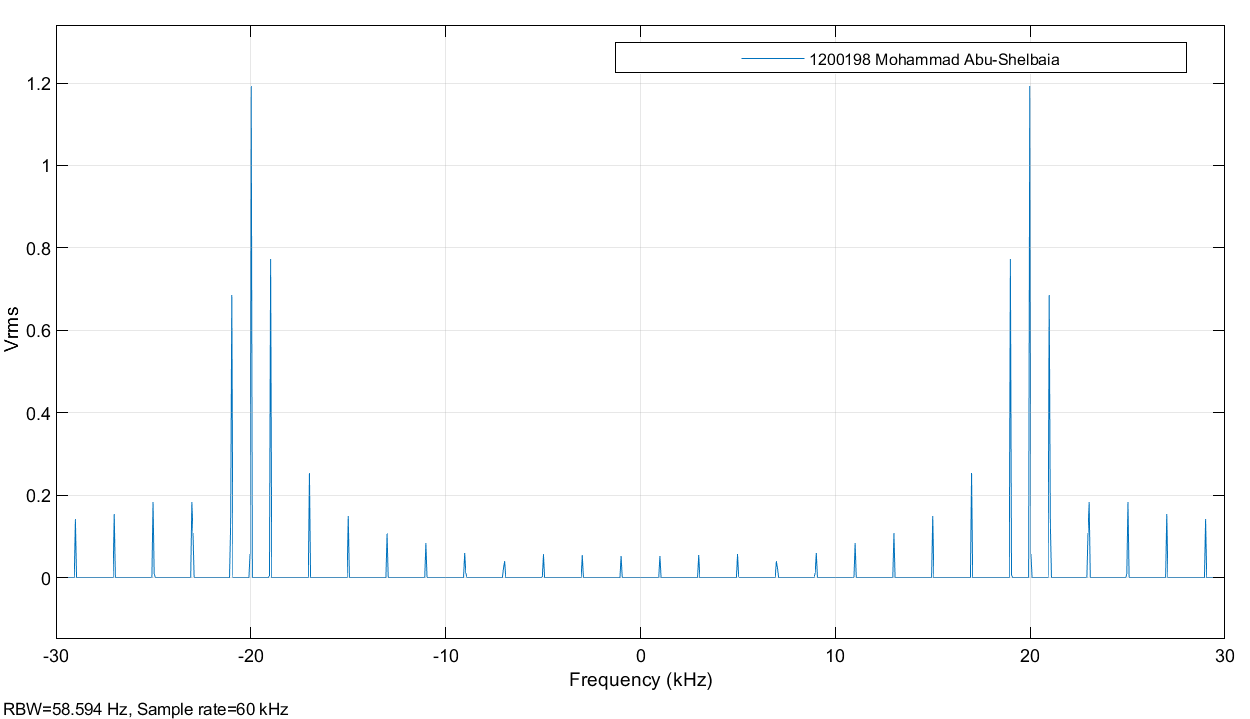 1200198 Mohammad Abu-Shelbaia
1.2
1
0.8
0.6
0.4
0.2
0
Vrms
-30 -20 -10 0 10 20 30
Frequency (kHz)
RBW=58.594 Hz, Sample rate=60 kHz